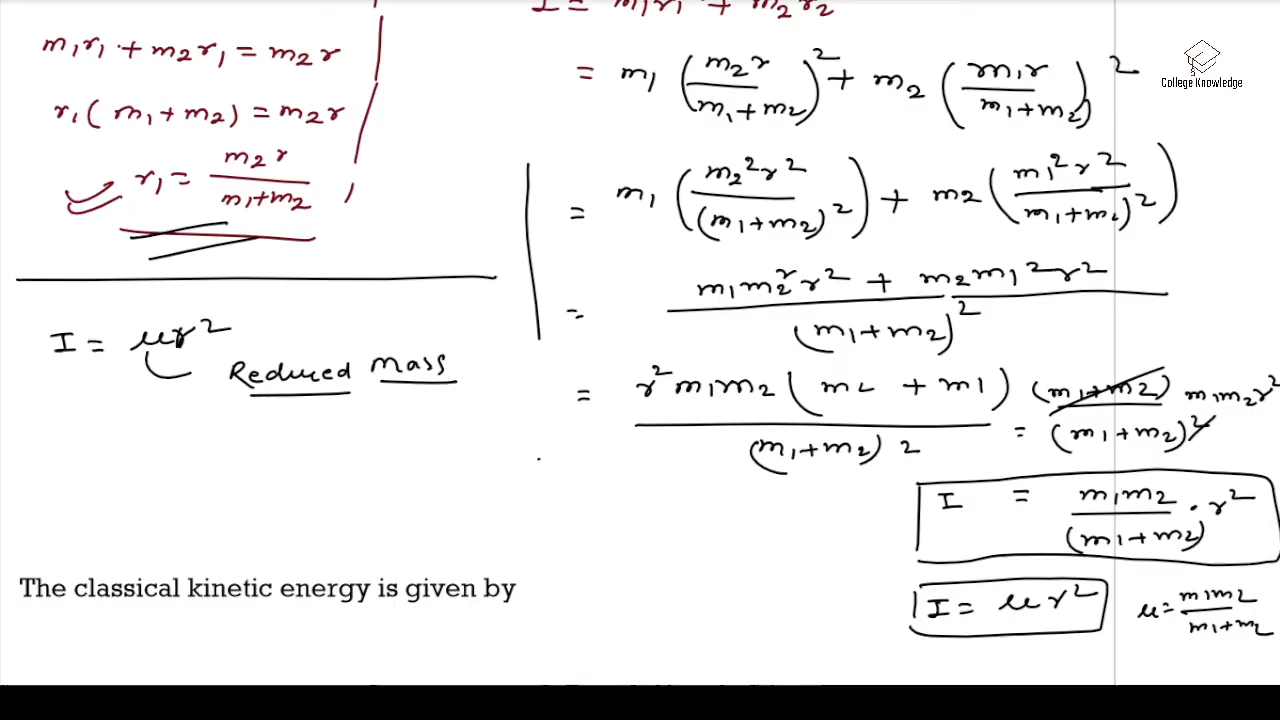 m₁r₁ + m₂r₁ = m₂r
r₁ ( m₁ + m₂ ) = m₂r
r₁ = m₂ r / m₁+m₂
I = μr²
Reduced mass
The classical kinetic energy is given by
I = m₁r₁² + m₂r₂²
= m₁ ( m₂r / m₁+m₂ )² + m₂ ( m₁r / m₁+m₂ )²
= m₁ ( m₂²r² / (m₁+m₂)² ) + m₂ ( m₁²r² / (m₁+m₂)² )
= m₁m₂²r² + m₂m₁²r² / (m₁+m₂)²
= r²m₁m₂ ( m₂ + m₁ ) / (m₁+m₂)² = (m₁+m₂) m₁m₂r² / (m₁+m₂)²
I = m₁m₂ / (m₁+m₂) . r²
I = μr² μ = m₁m₂ / m₁+m₂
College Knowledge